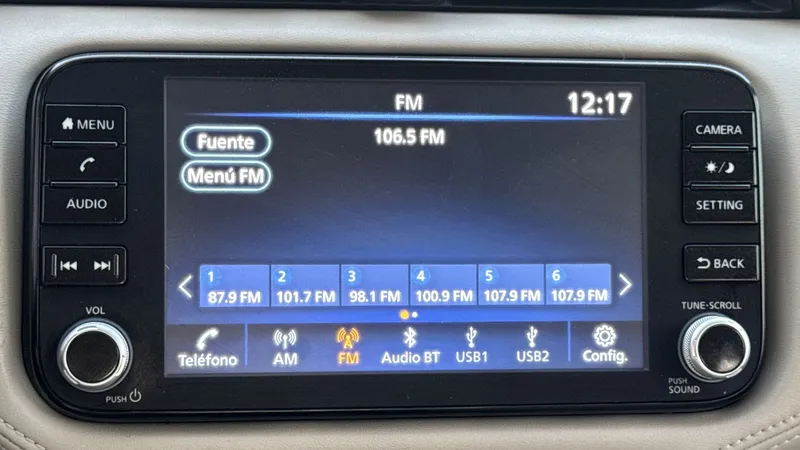 FM
12:17
MENU
AUDIO
VOL
PUSH
Fuente
106.5 FM
Menú FM
1 2 3 4 5 6
87.9 FM 101.7 FM 98.1 FM 100.9 FM 107.9 FM 107.9 FM
Teléfono AM FM Audio BT USB1 USB2 Config.
CAMERA
SETTING
BACK
TUNE·SCROLL
PUSH
SOUND